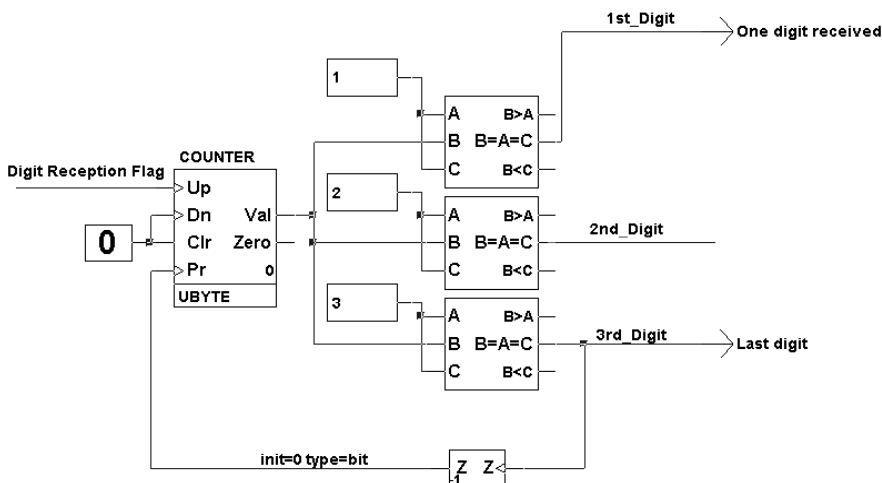 1st_Digit
One digit received
1
A B>A
B B=A=C
C B<C
COUNTER
Digit Reception Flag
Up
Dn Val
Clr Zero
Pr 0
UBYTE
0
2
A B>A
B B=A=C
C B<C
2nd_Digit
3
A B>A
B B=A=C
C B<C
3rd_Digit
Last digit
init=0 type=bit
Z Z
-1